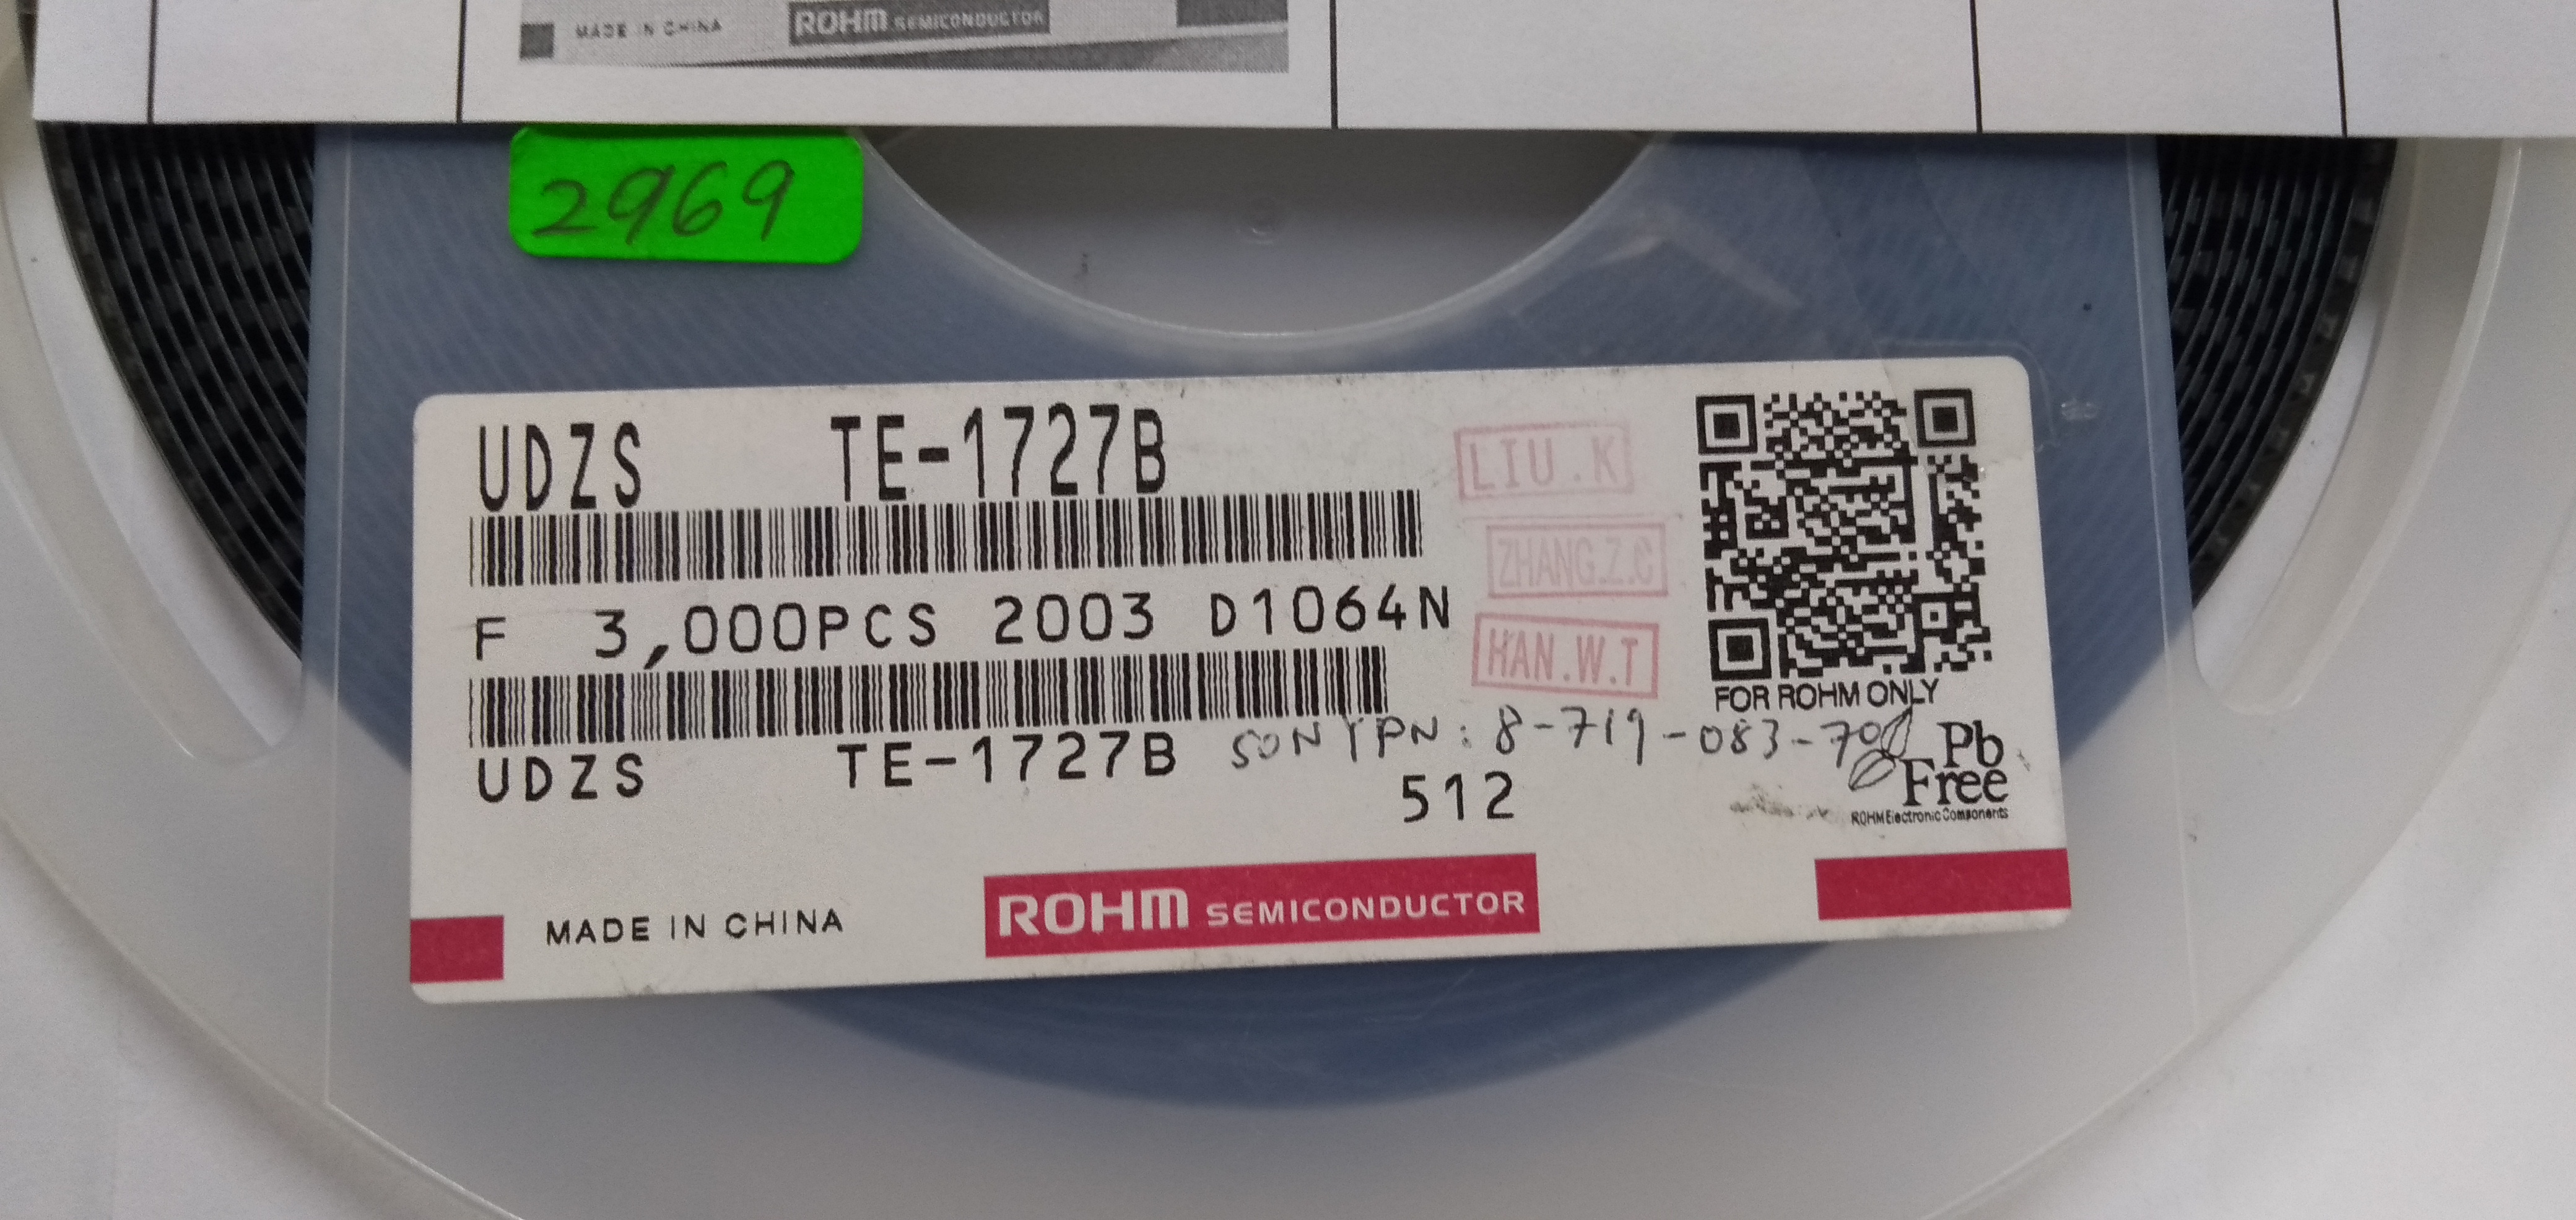 MADE IN CHINA
ROHM SEMICONDUCTOR
2969
UDZS TE-1727B
LIU.K
ZHANG.Z.C
F 3,000PCS 2003 D1064N
HAN.W.T
FOR ROHM ONLY
SONY PN: 8-719-083-70
UDZS TE-1727B
512
Pb
Free
ROHM Electronic Components
MADE IN CHINA
ROHM SEMICONDUCTOR